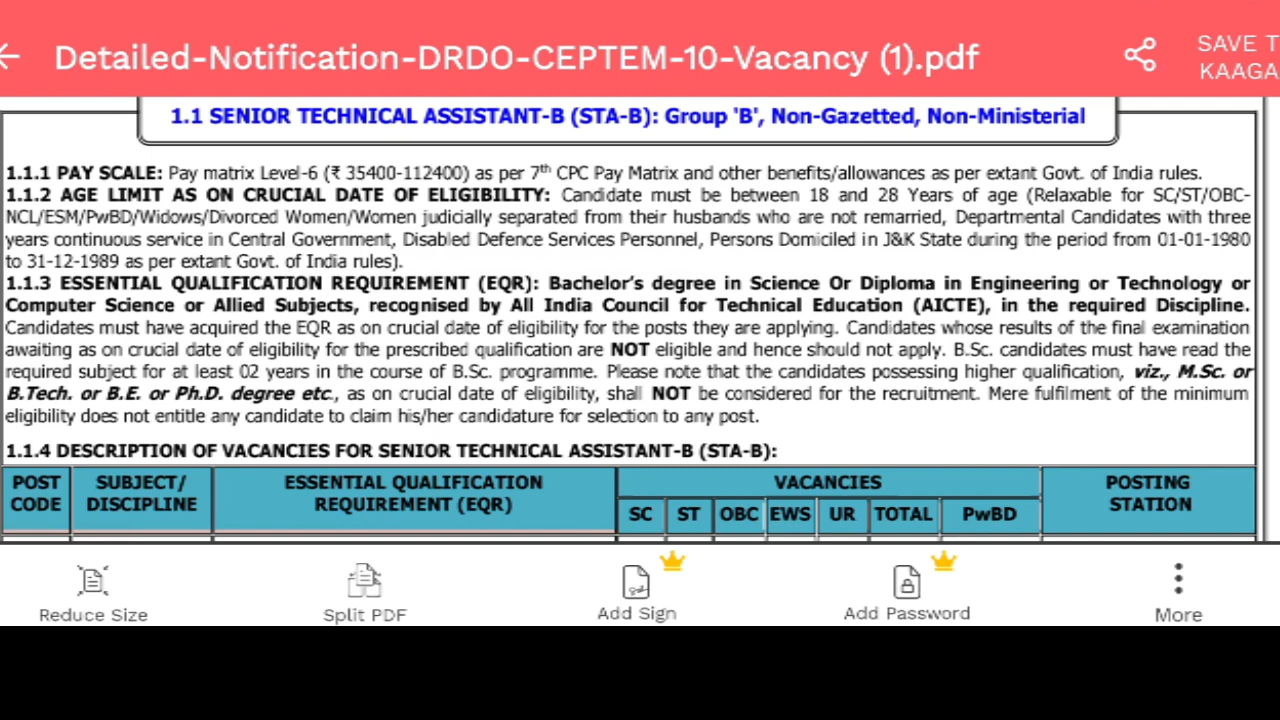 Detailed-Notification-DRDO-CEPTEM-10-Vacancy (1).pdf
SAVE T
KAAGA
1.1 SENIOR TECHNICAL ASSISTANT-B (STA-B): Group 'B', Non-Gazetted, Non-Ministerial
1.1.1 PAY SCALE: Pay matrix Level-6 (₹ 35400-112400) as per 7th CPC Pay Matrix and other benefits/allowances as per extant Govt. of India rules.
1.1.2 AGE LIMIT AS ON CRUCIAL DATE OF ELIGIBILITY: Candidate must be between 18 and 28 Years of age (Relaxable for SC/ST/OBC-
NCL/ESM/PwBD/Widows/Divorced Women/Women judicially separated from their husbands who are not remarried, Departmental Candidates with three
years continuous service in Central Government, Disabled Defence Services Personnel, Persons Domiciled in J&K State during the period from 01-01-1980
to 31-12-1989 as per extant Govt. of India rules).
1.1.3 ESSENTIAL QUALIFICATION REQUIREMENT (EQR): Bachelor's degree in Science Or Diploma in Engineering or Technology or
Computer Science or Allied Subjects, recognised by All India Council for Technical Education (AICTE), in the required Discipline.
Candidates must have acquired the EQR as on crucial date of eligibility for the posts they are applying. Candidates whose results of the final examination
awaiting as on crucial date of eligibility for the prescribed qualification are NOT eligible and hence should not apply. B.Sc. candidates must have read the
required subject for at least 02 years in the course of B.Sc. programme. Please note that the candidates possessing higher qualification, viz., M.Sc. or
B.Tech. or B.E. or Ph.D. degree etc., as on crucial date of eligibility, shall NOT be considered for the recruitment. Mere fulfilment of the minimum
eligibility does not entitle any candidate to claim his/her candidature for selection to any post.
1.1.4 DESCRIPTION OF VACANCIES FOR SENIOR TECHNICAL ASSISTANT-B (STA-B):
POST CODE
SUBJECT/ DISCIPLINE
ESSENTIAL QUALIFICATION REQUIREMENT (EQR)
VACANCIES
POSTING STATION
SC ST OBC EWS UR TOTAL PwBD
Reduce Size
Split PDF
Add Sign
Add Password
More